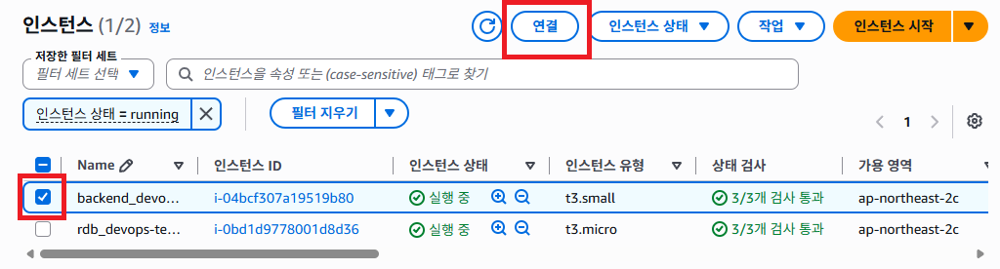 인스턴스 (1/2) 정보
연결
인스턴스 상태
작업
인스턴스 시작
저장한 필터 세트
필터 세트 선택
인스턴스을 속성 또는 (case-sensitive) 태그로 찾기
인스턴스 상태 = running
필터 지우기
1
Name 인스턴스 ID 인스턴스 상태 인스턴스 유형 상태 검사 가용 영역
backend_devo... i-04bcf307a19519b80 실행 중 t3.small 3/3개 검사 통과 ap-northeast-2c
rdb_devops-te... i-0bd1d9778001d8d36 실행 중 t3.micro 3/3개 검사 통과 ap-northeast-2c